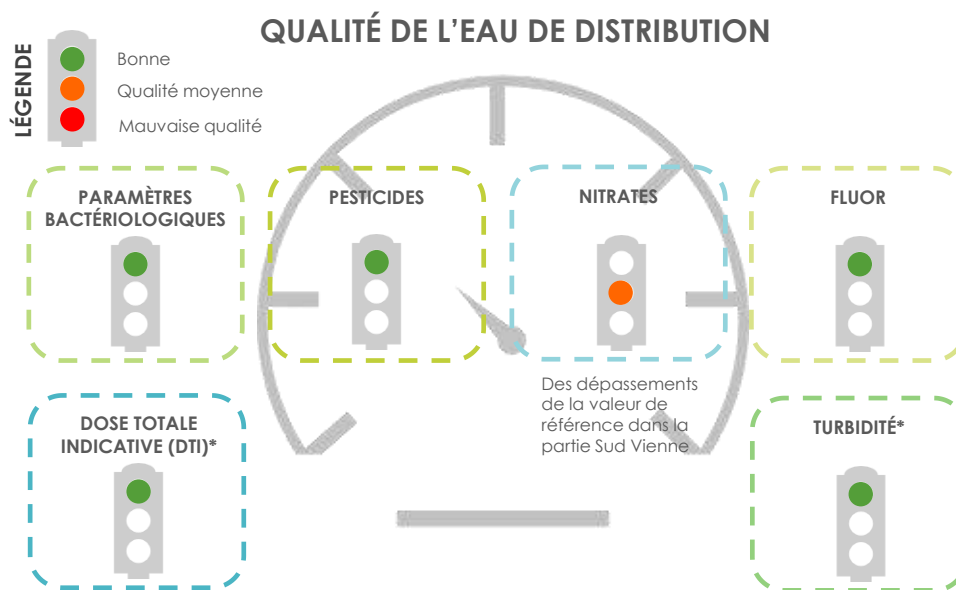 QUALITÉ DE L'EAU DE DISTRIBUTION
LÉGENDE
Bonne
Qualité moyenne
Mauvaise qualité
PARAMÈTRES
BACTÉRIOLOGIQUES
PESTICIDES
NITRATES
FLUOR
Des dépassements
de la valeur de
référence dans la
partie Sud Vienne
DOSE TOTALE
INDICATIVE (DTI)*
TURBIDITÉ*